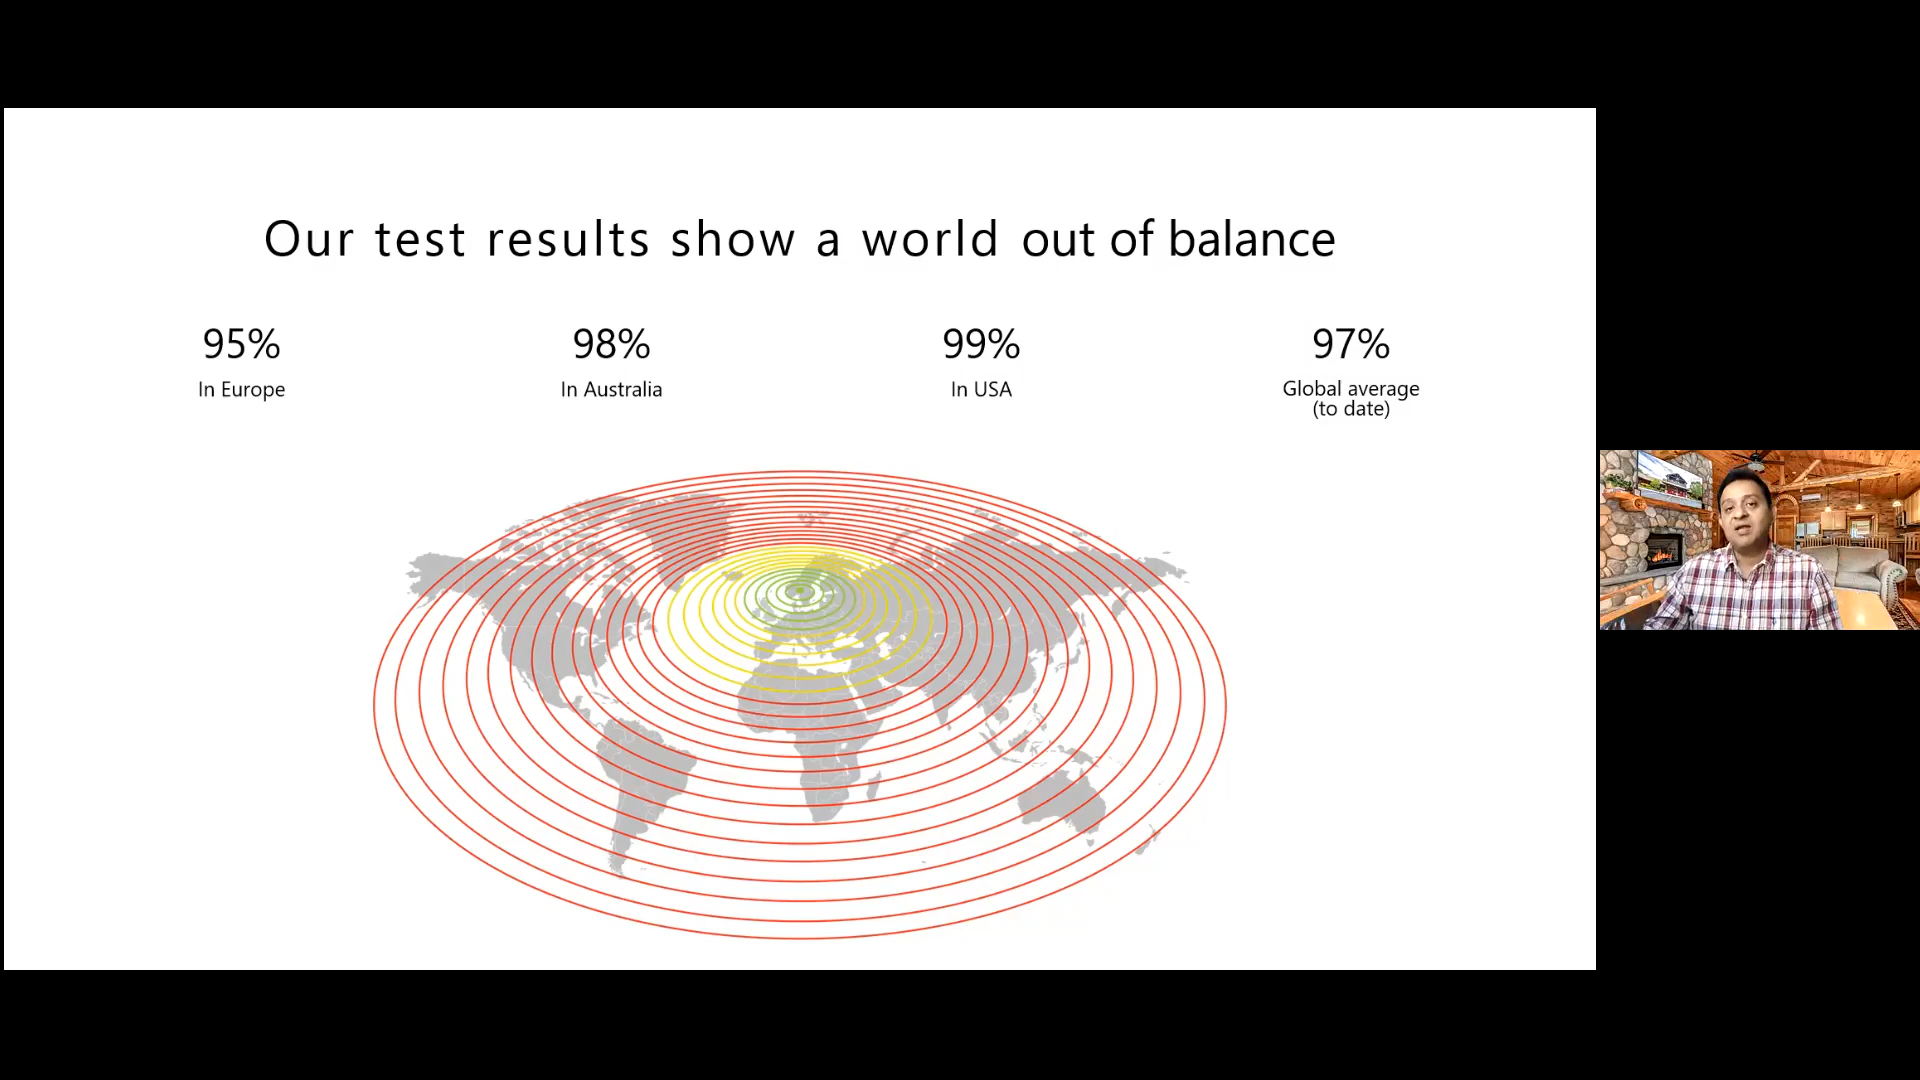 Our test results show a world out of balance
95%
In Europe
98%
In Australia
99%
In USA
97%
Global average
(to date)